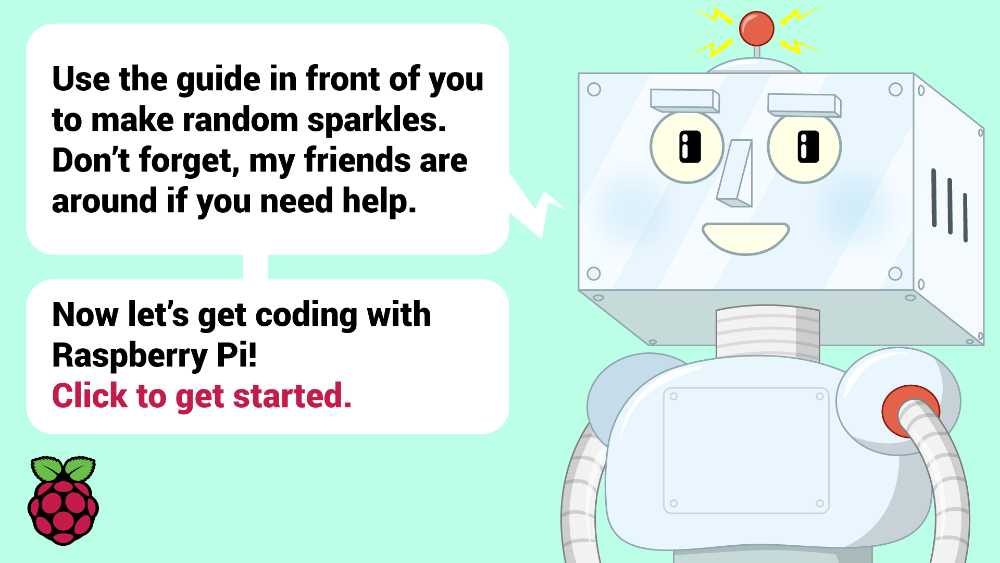 Use the guide in front of you
to make random sparkles.
Don’t forget, my friends are
around if you need help.
Now let’s get coding with
Raspberry Pi!
Click to get started.